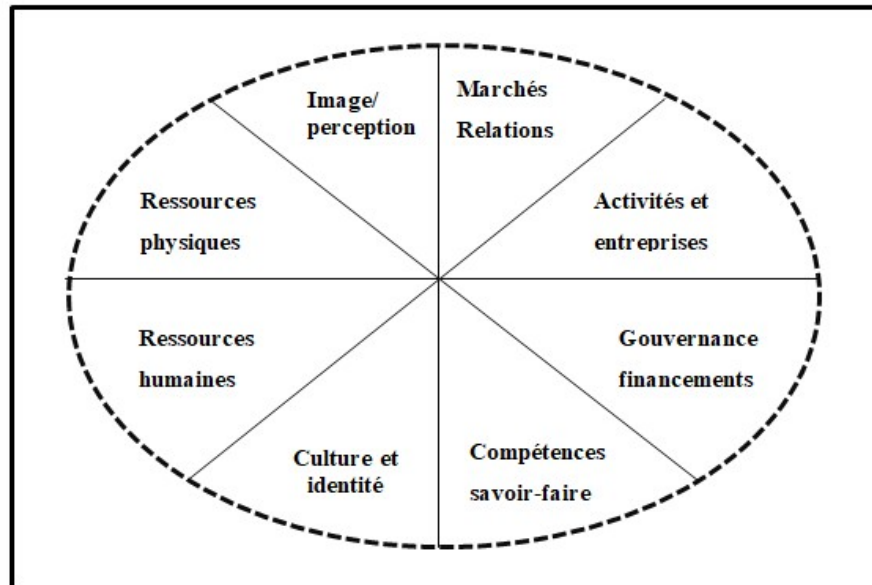 Image/
perception
Marchés
Relations
Ressources
physiques
Activités et
entreprises
Ressources
humaines
Gouvernance
financements
Culture et
identité
Compétences
savoir-faire